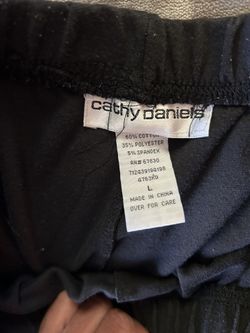 cathy daniels
60% COTTON
35% POLYESTER
5% SPANDEX
RN# 67630
L
MADE IN CHINA
OVER FOR CARE